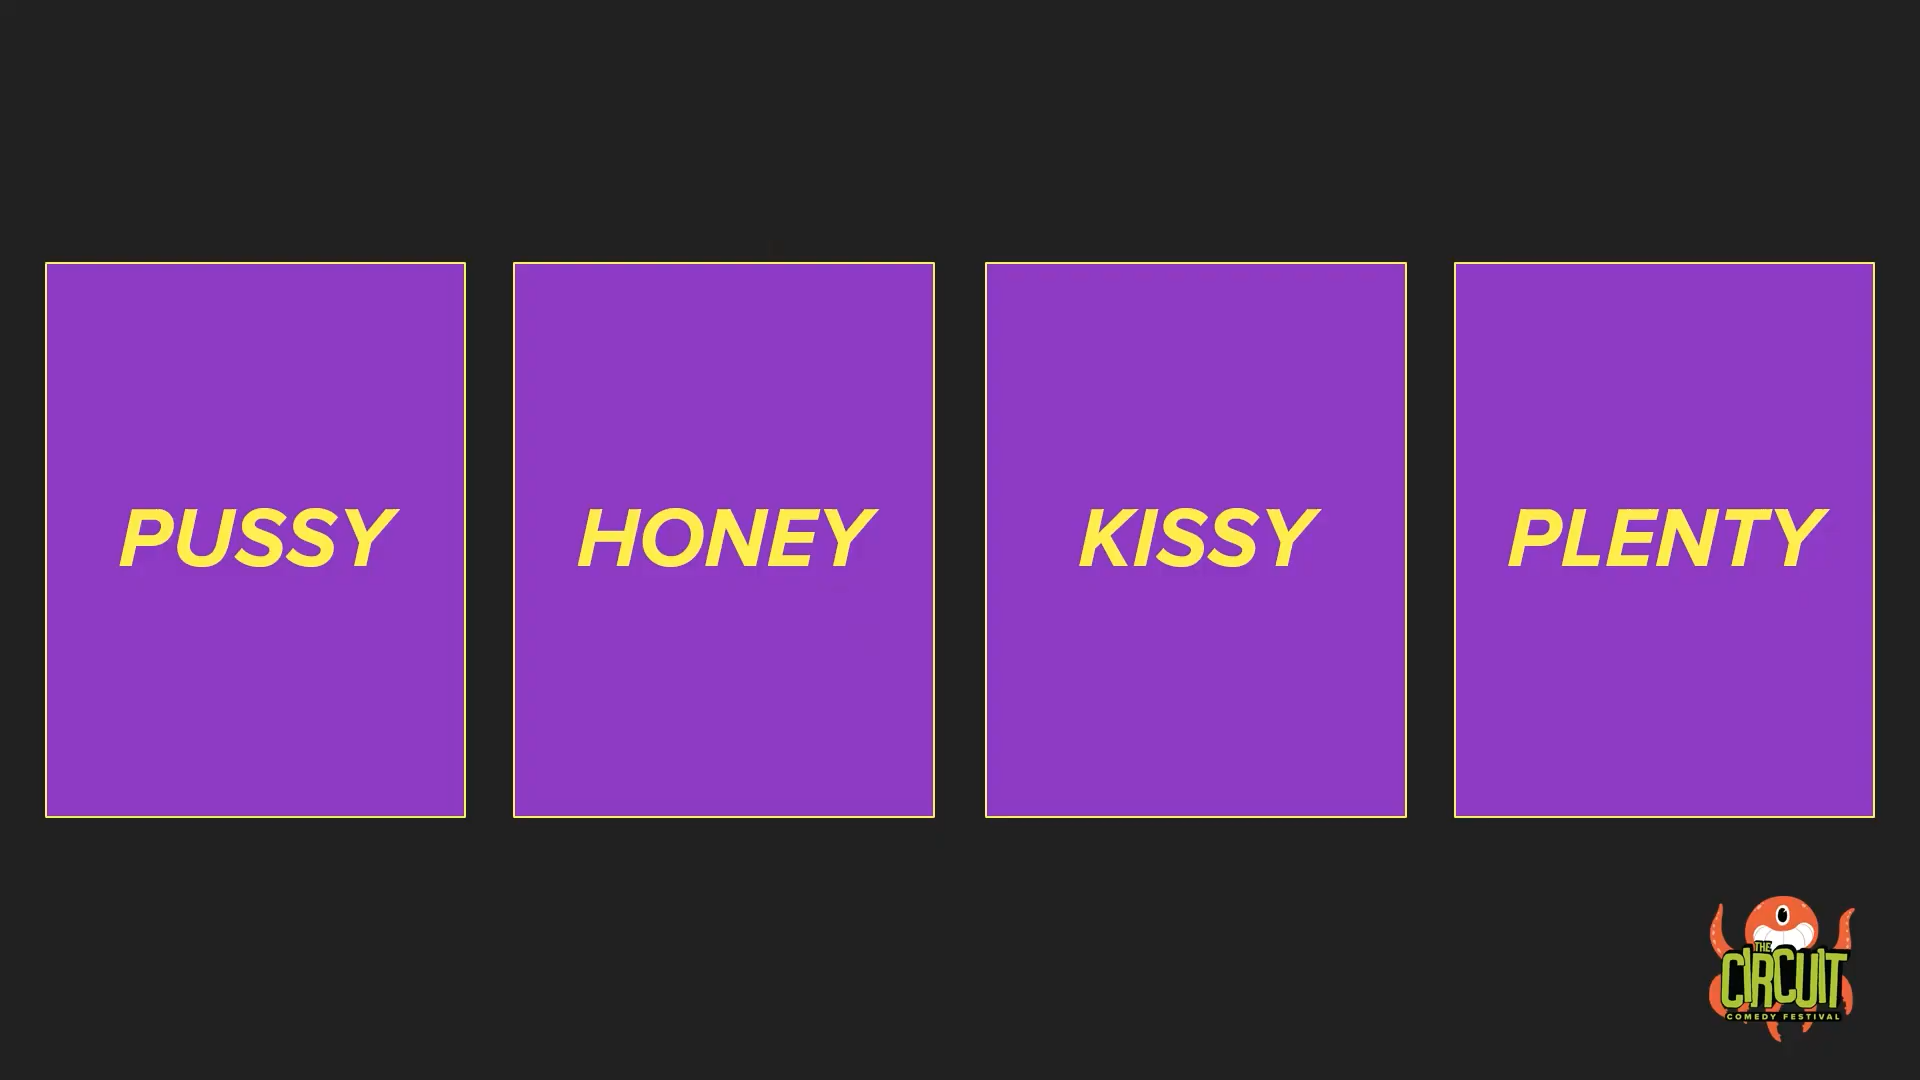 PUSSY
HONEY
KISSY
PLENTY
THE
CIRCUIT
COMEDY FESTIVAL